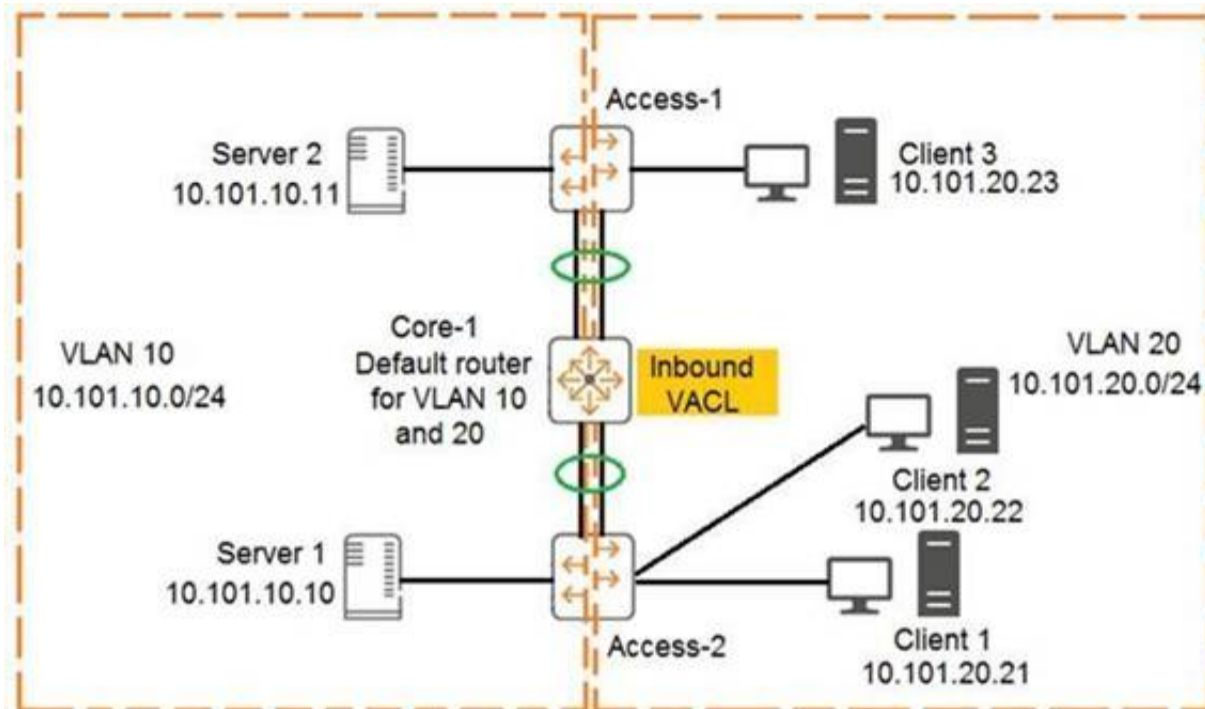 Access-1
Server 2
10.101.10.11
Client 3
10.101.20.23
VLAN 10
10.101.10.0/24
Core-1
Default router
for VLAN 10
and 20
Inbound
VACL
VLAN 20
10.101.20.0/24
Client 2
10.101.20.22
Server 1
10.101.10.10
Access-2
Client 1
10.101.20.21